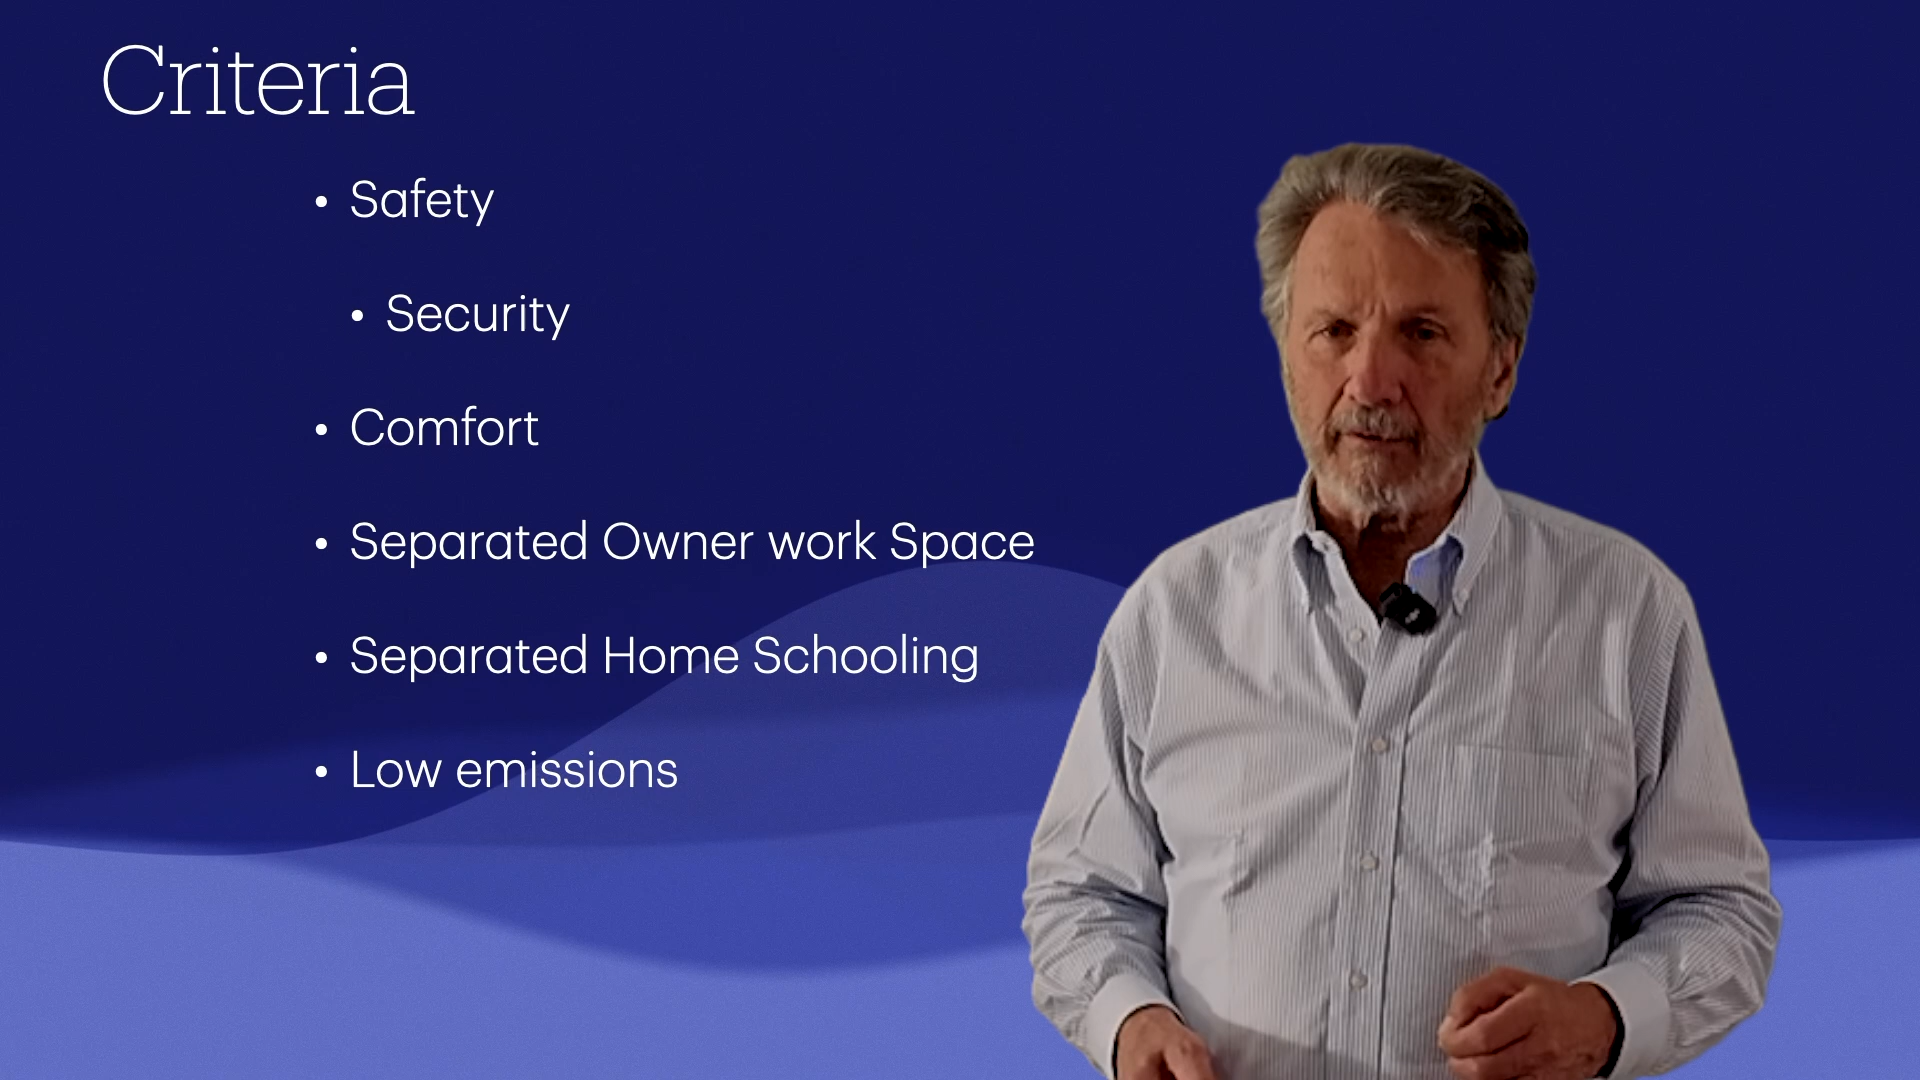 Criteria
• Safety
• Security
• Comfort
• Separated Owner work Space
• Separated Home Schooling
• Low emissions